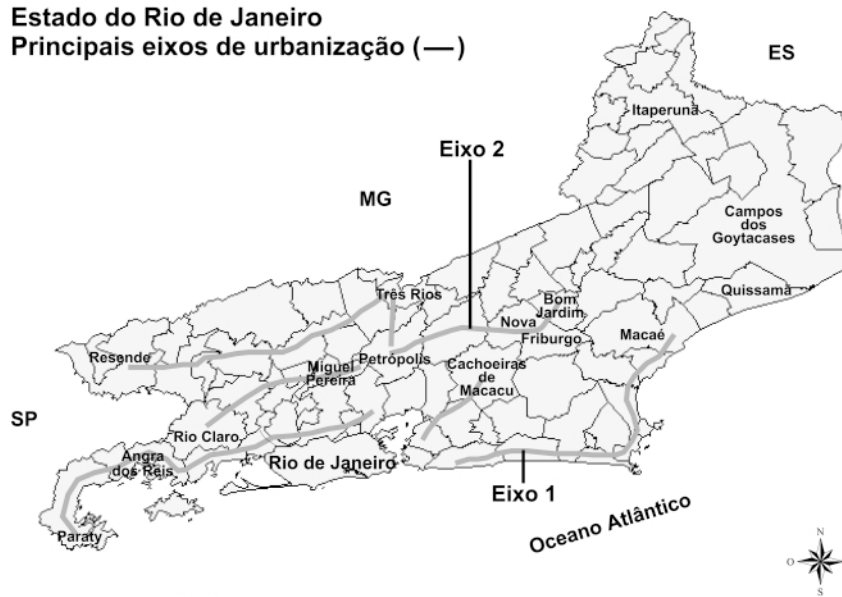 Estado do Rio de Janeiro
Principais eixos de urbanização (—)
ES
Itaperuna
Eixo 2
MG
Campos
dos
Goytacases
Quissamã
Três Rios
Bom
Jardim
Nova
Friburgo
Macaé
Resende
Petrópolis
Miguel
Pereira
Cachoeiras
de
Macacu
SP
Rio Claro
Angra
dos Reis
Rio de Janeiro
Eixo 1
Paraty
Oceano Atlântico
N
O
E
S